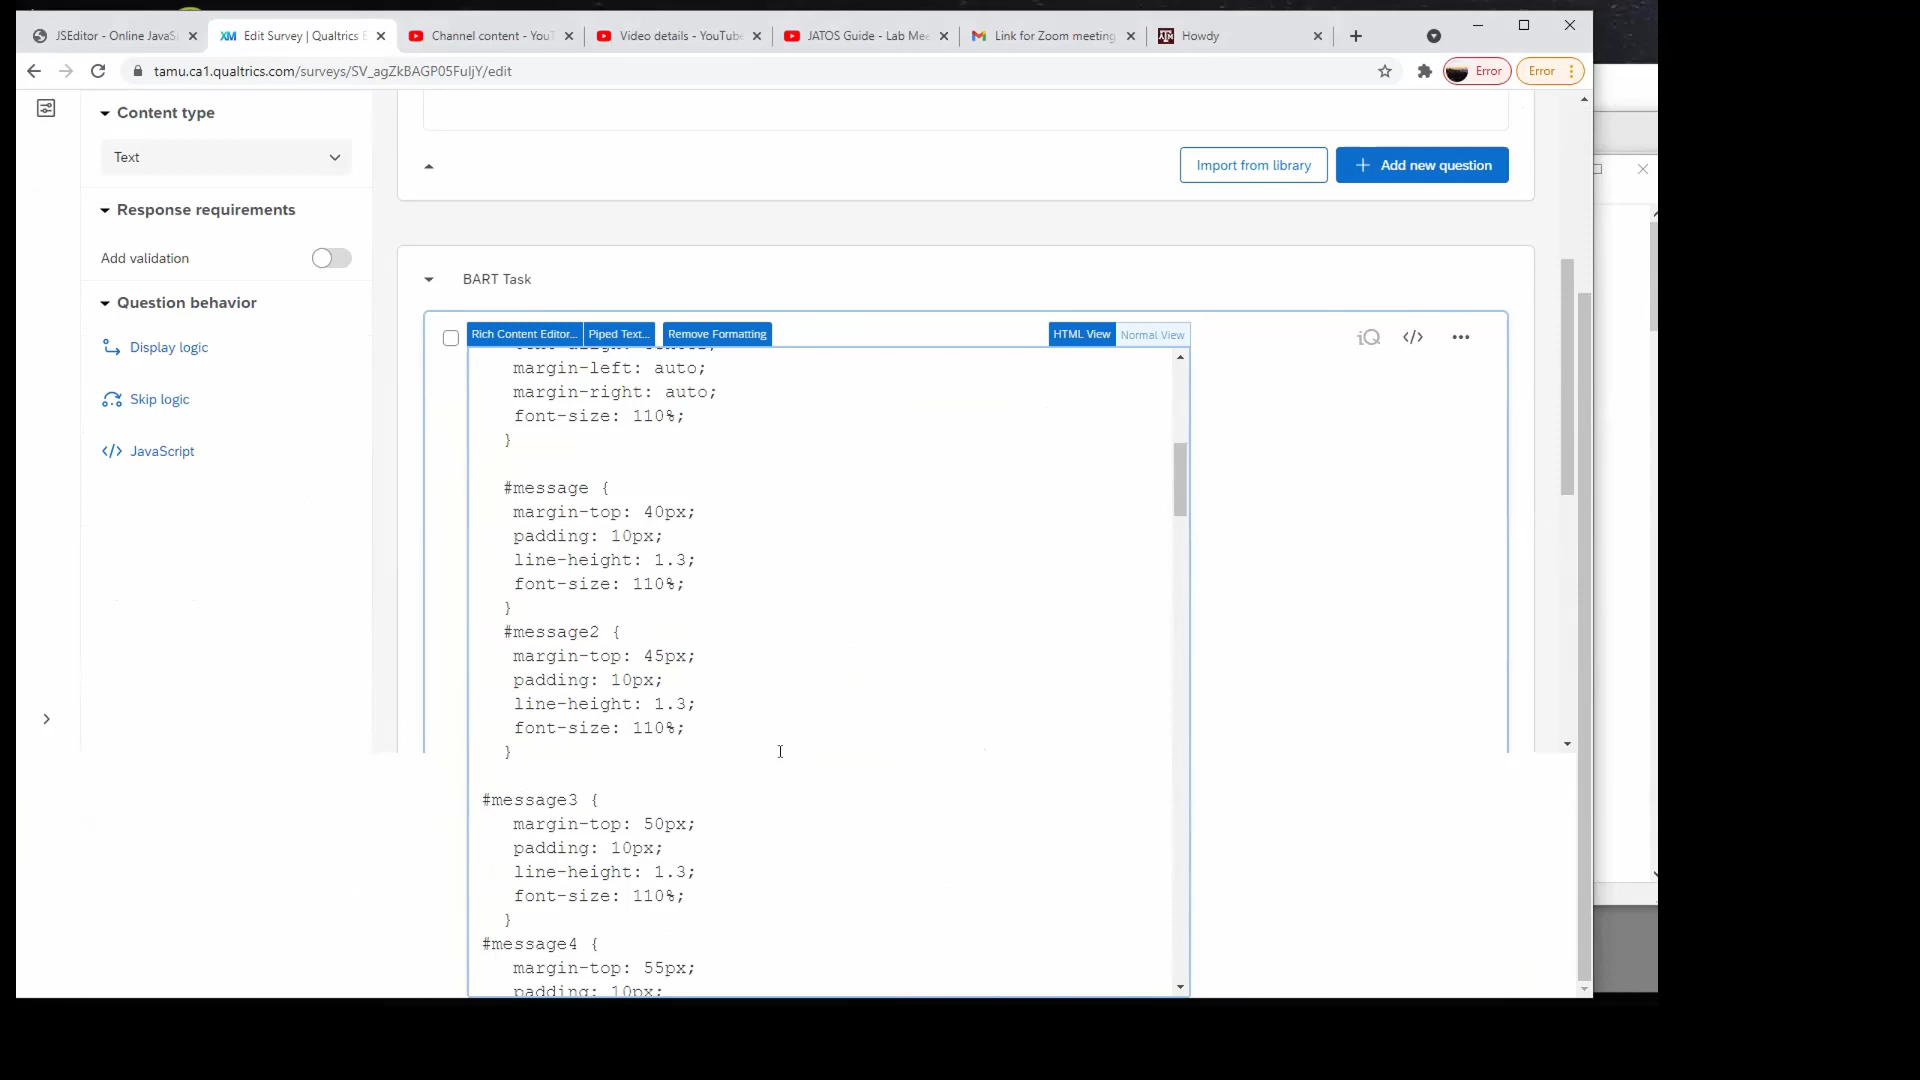 JSEditor - Online JavaS
Edit Survey | Qualtrics E
Channel content - YouT
Video details - YouTube
JATOS Guide - Lab Mee
Link for Zoom meeting
Howdy
tamu.ca1.qualtrics.com/surveys/SV_agZkBAGP05FuIjY/edit
Error
Error
Content type
Text
Import from library
Add new question
Response requirements
Add validation
BART Task
Question behavior
Rich Content Editor...
Piped Text...
Remove Formatting
HTML View
Normal View
iQ
Display logic
Skip logic
JavaScript
margin-left: auto;
margin-right: auto;
font-size: 110%;
}
#message {
margin-top: 40px;
padding: 10px;
line-height: 1.3;
font-size: 110%;
}
#message2 {
margin-top: 45px;
padding: 10px;
line-height: 1.3;
font-size: 110%;
}
#message3 {
margin-top: 50px;
padding: 10px;
line-height: 1.3;
font-size: 110%;
}
#message4 {
margin-top: 55px;
padding: 10px;